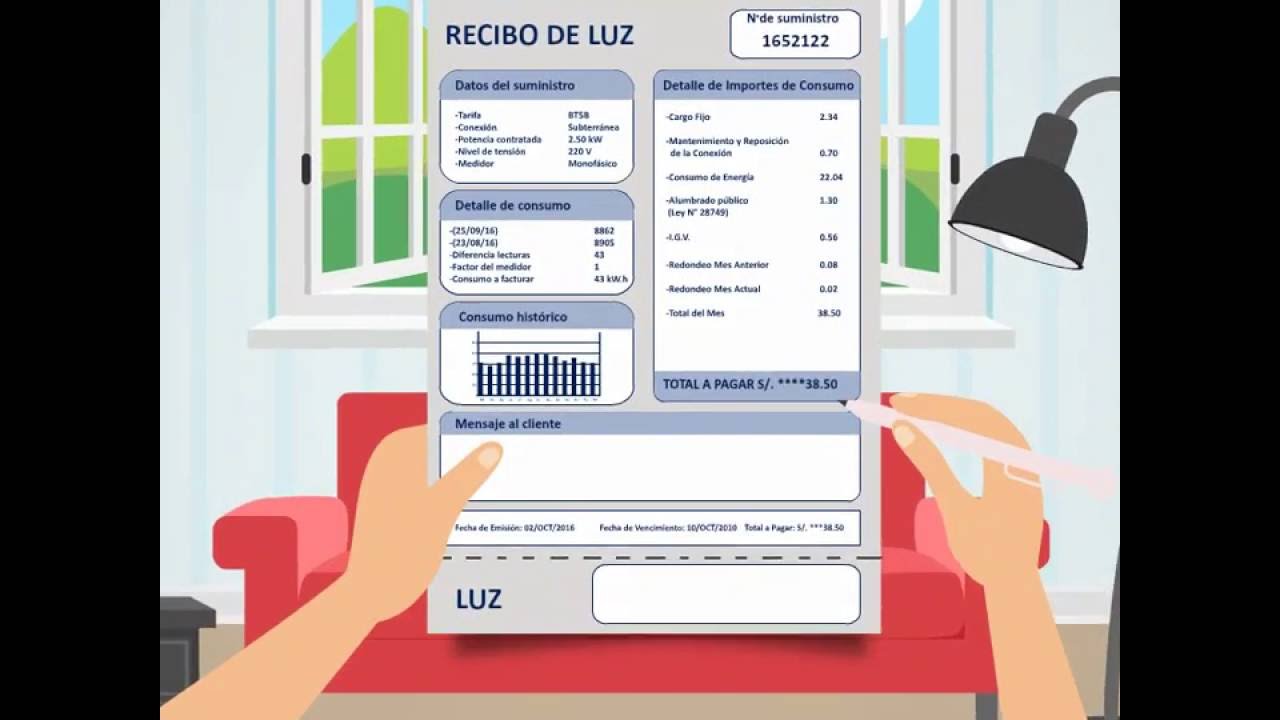 RECIBO DE LUZ
N°de suministro
1652122
Datos del suministro
-Tarifa BT5B
-Conexión Subterránea
-Potencia contratada 2.50 kW
-Nivel de tensión 220 V
-Medidor Monofásico
Detalle de consumo
-(25/09/16) 8862
-(23/08/16) 8905
-Diferencia lecturas 43
-Factor del medidor 1
-Consumo a facturar 43 kW.h
Consumo histórico
Detalle de Importes de Consumo
-Cargo Fijo 2.34
-Mantenimiento y Reposición
de la Conexión 0.70
-Consumo de Energía 22.04
-Alumbrado público 1.30
(Ley N° 28749)
-I.G.V. 0.56
-Redondeo Mes Anterior 0.08
-Redondeo Mes Actual 0.02
-Total del Mes 38.50
TOTAL A PAGAR S/. ****38.50
Mensaje al cliente
Fecha de Emisión: 02/OCT/2016 Fecha de Vencimiento: 10/OCT/2010 Total a Pagar: S/. ***38.50
LUZ